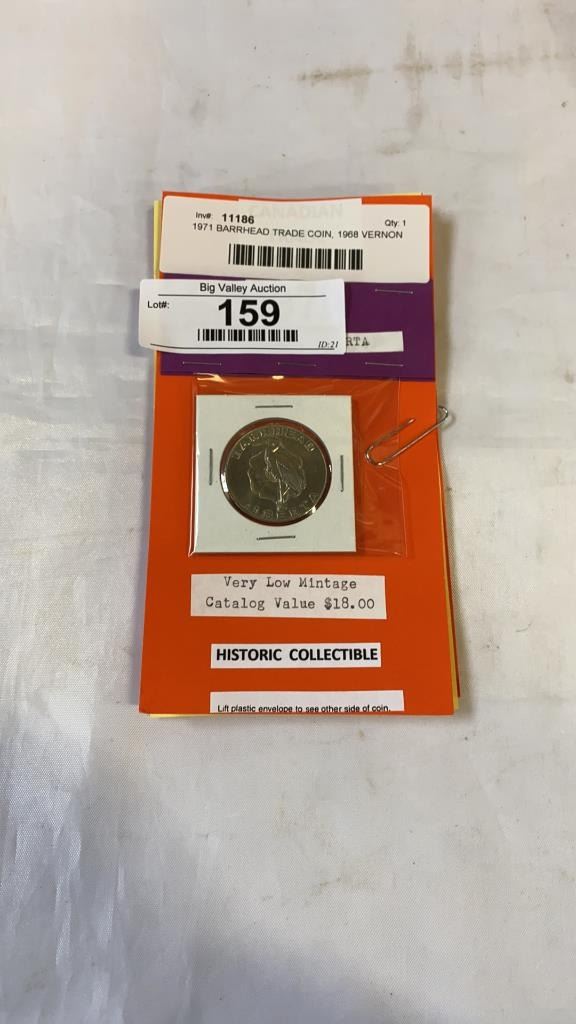 CANADIAN
Inv#: 11186 Qty: 1
1971 BARRHEAD TRADE COIN, 1968 VERNON
Big Valley Auction
Lot#: 159
ID:21
RTA
BARRHEAD
ALBERTA
Very Low Mintage
Catalog Value $18.00
HISTORIC COLLECTIBLE
Lift plastic envelope to see other side of coin.